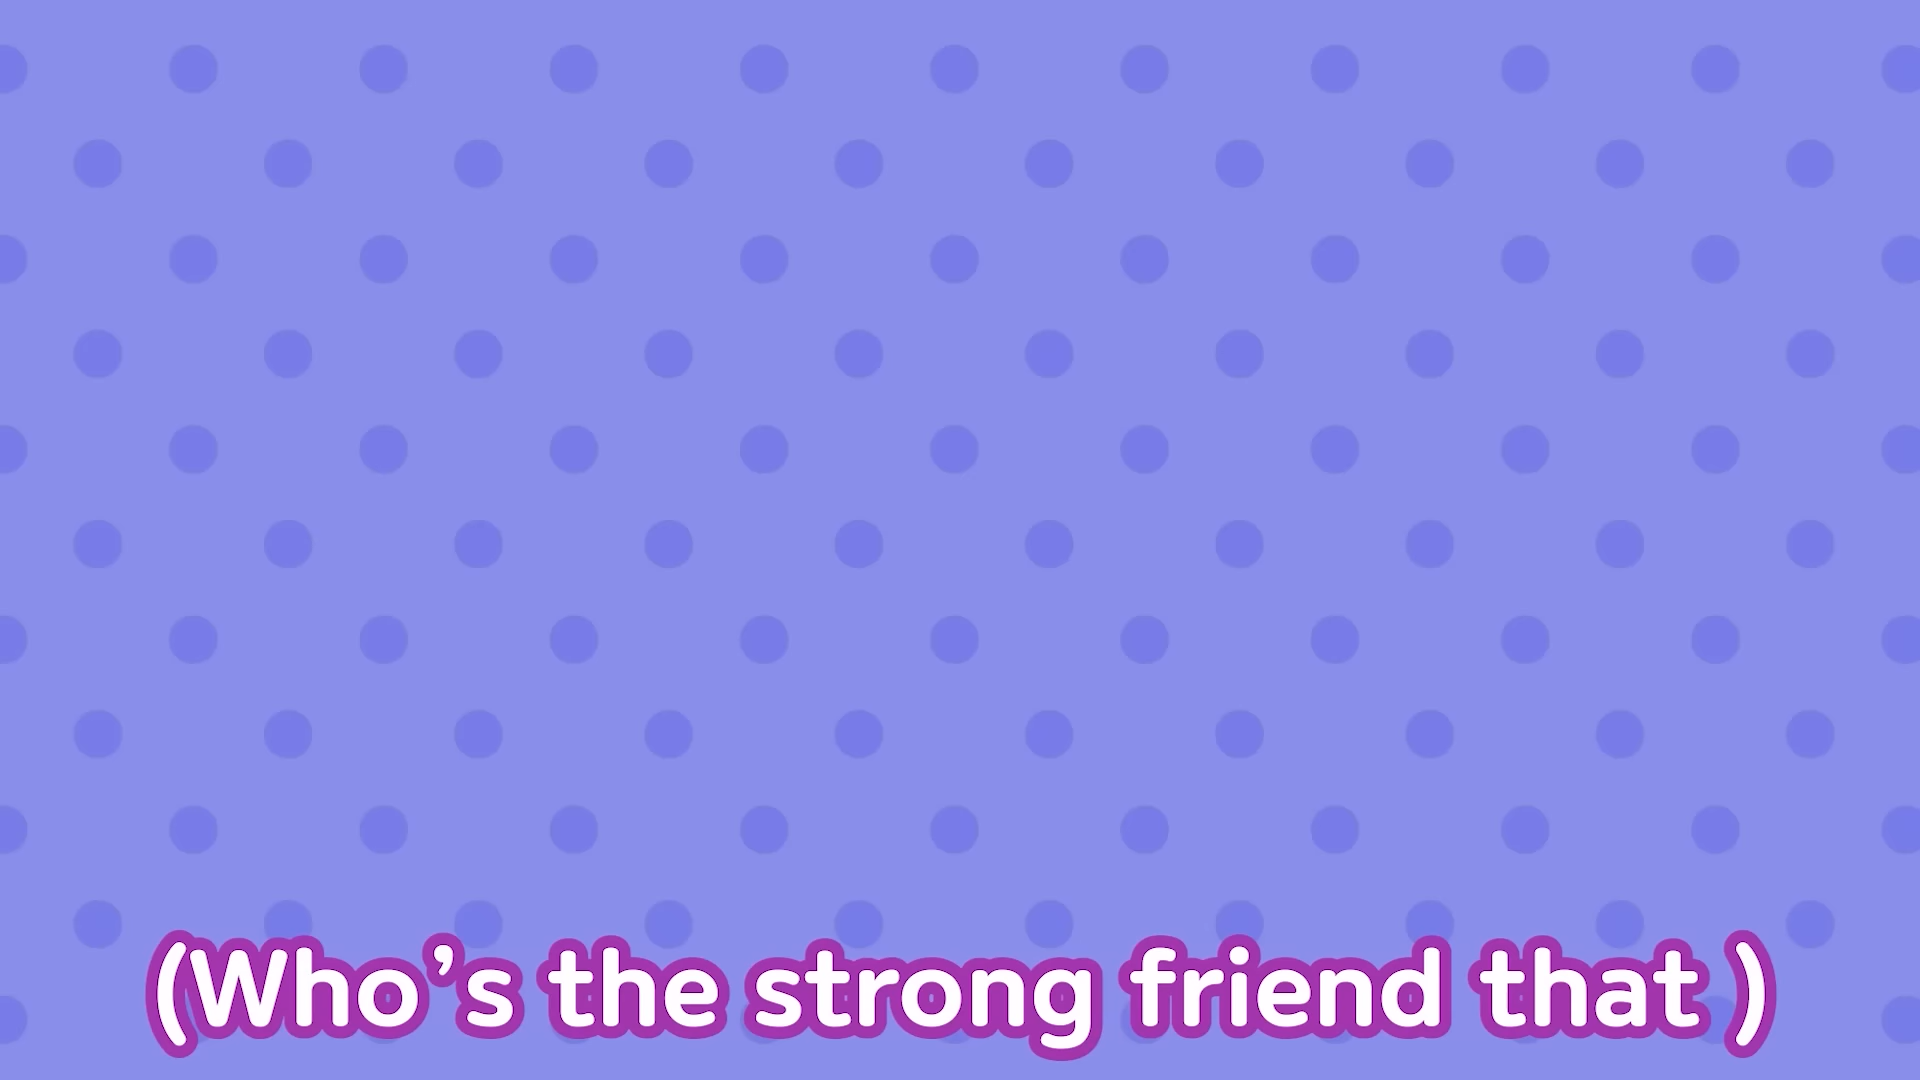 (Who’s the strong friend that )